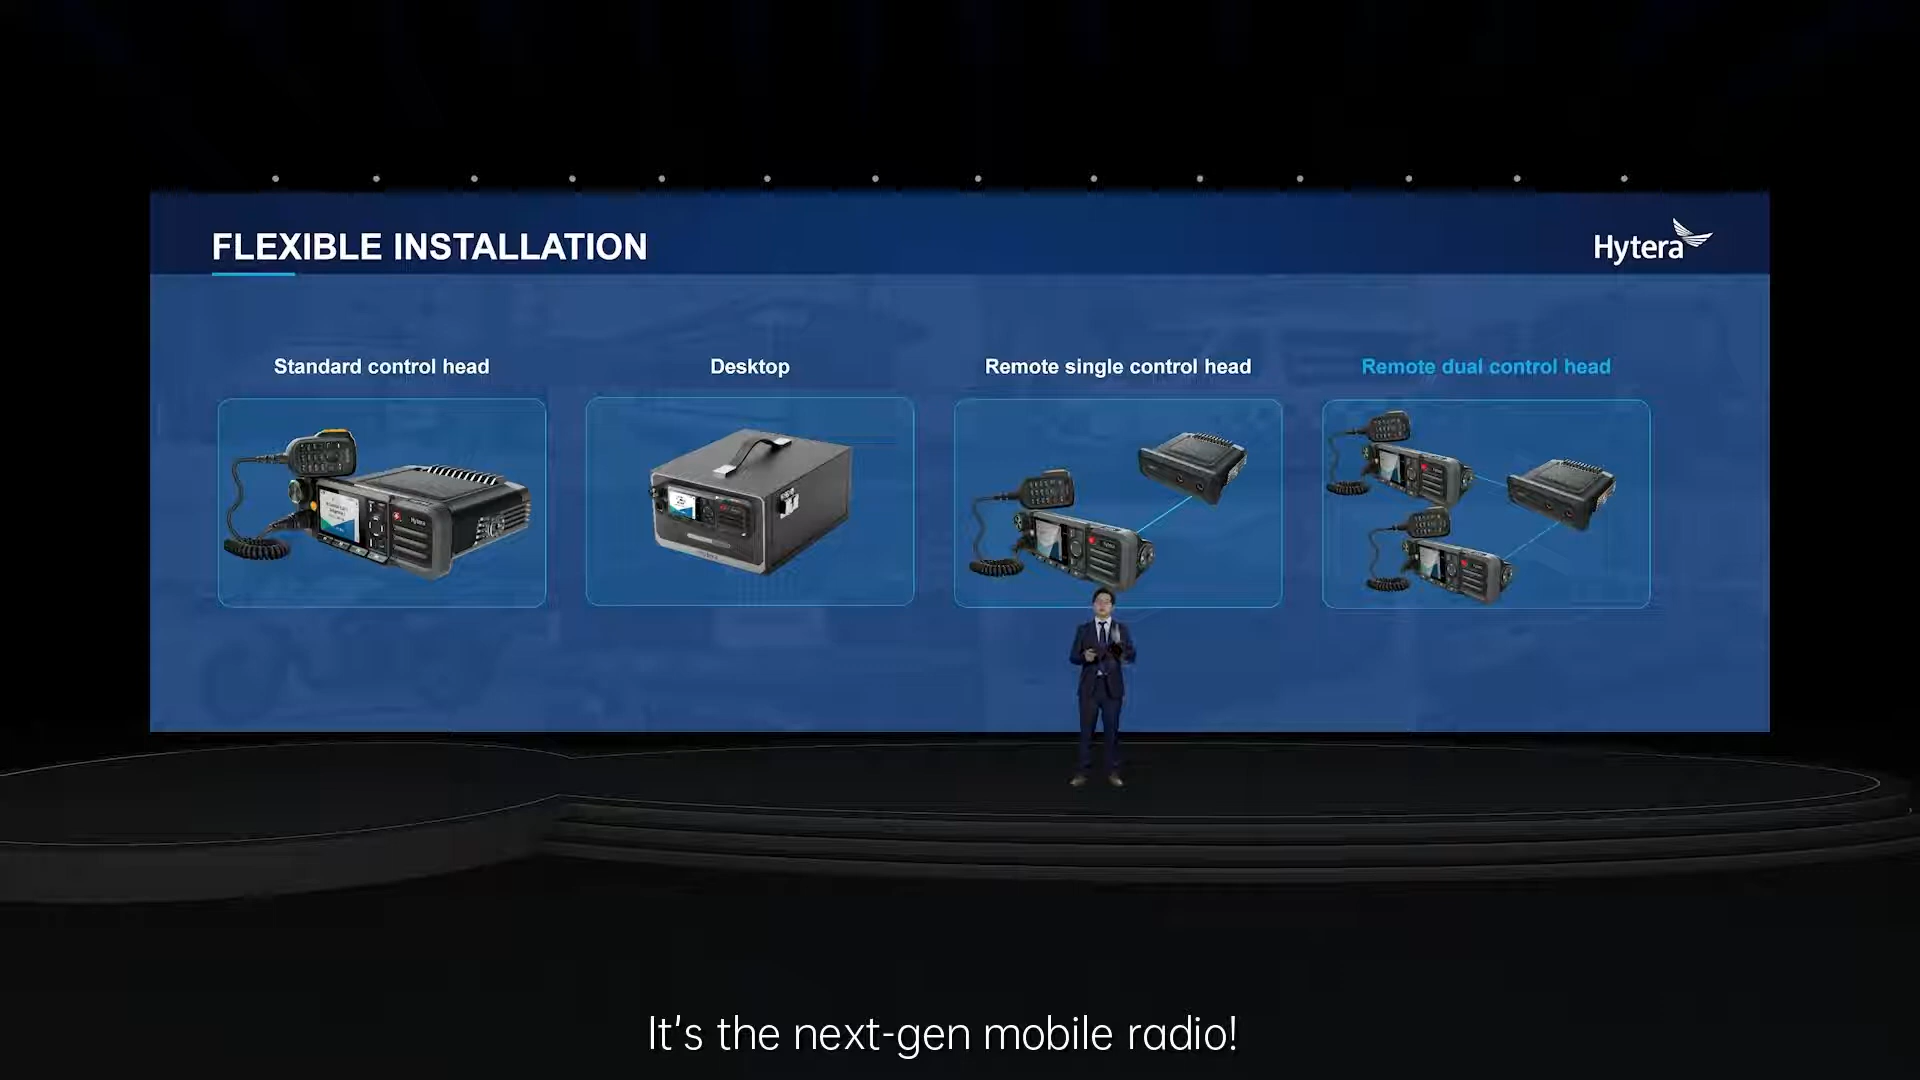 FLEXIBLE INSTALLATION
Hytera
Standard control head
Desktop
Remote single control head
Remote dual control head
Hytera
It's the next-gen mobile radio!